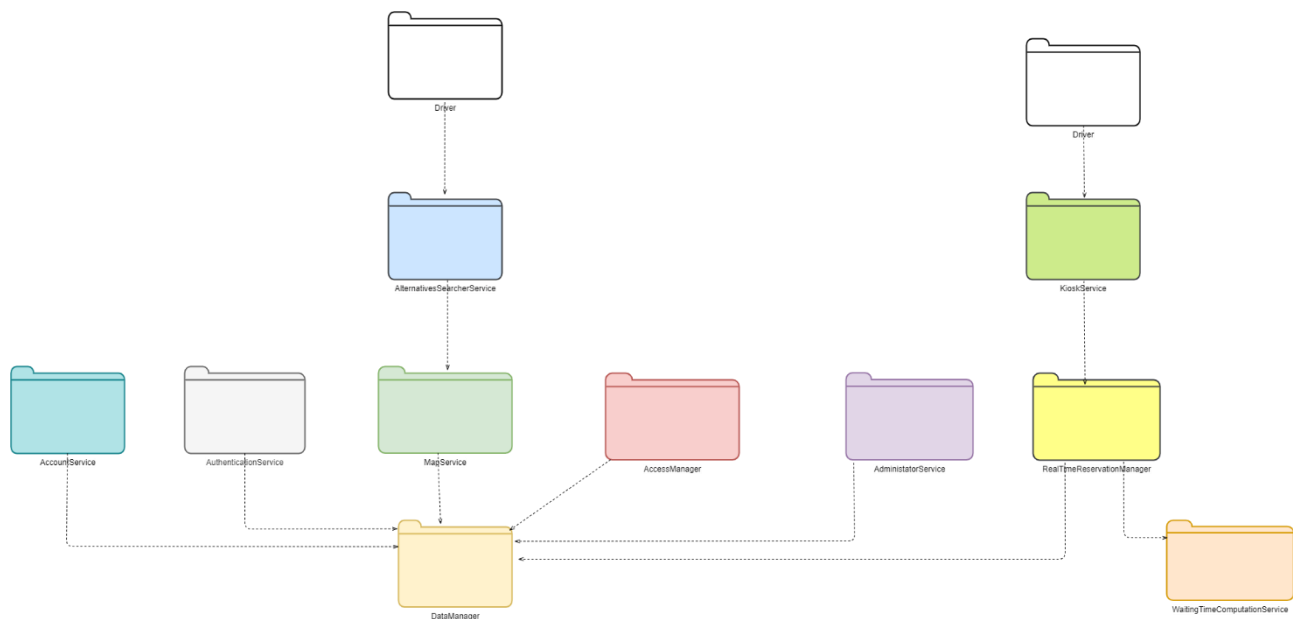 Driver
Driver
AlternativesSearcherService
KioskService
AccountService
AuthenticationService
MapService
AccessManager
AdministatorService
RealTimeReservationManager
DataManager
WaitingTimeComputationService